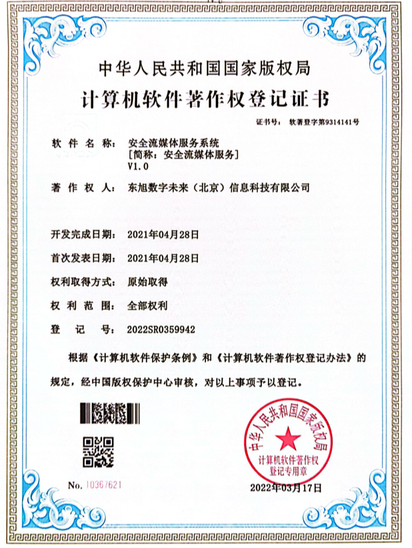 中华人民共和国国家版权局
计算机软件著作权登记证书
证书号： 软著登字第9314141号
软件名称： 安全流媒体服务系统
[简称：安全流媒体服务]
V1.0
著作权人： 东旭数字未来（北京）信息科技有限公司
开发完成日期： 2021年04月28日
首次发表日期： 2021年04月28日
权利取得方式： 原始取得
权利范围： 全部权利
登记号： 2022SR0359942
根据《计算机软件保护条例》和《计算机软件著作权登记办法》的
规定，经中国版权保护中心审核，对以上事项予以登记。
中华人民共和国国家版权局
计算机软件著作权
登记专用章
No. 10367621
2022年03月17日